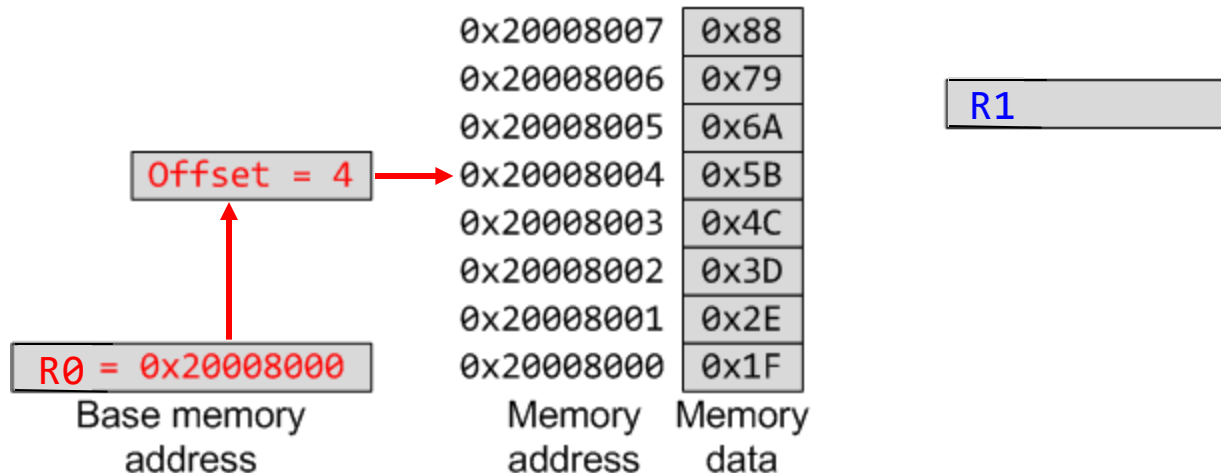 0x20008007 0x88
0x20008006 0x79
R1
0x20008005 0x6A
Offset = 4 0x20008004 0x5B
0x20008003 0x4C
0x20008002 0x3D
0x20008001 0x2E
R0 = 0x20008000 0x20008000 0x1F
Base memory address
Memory address
Memory data